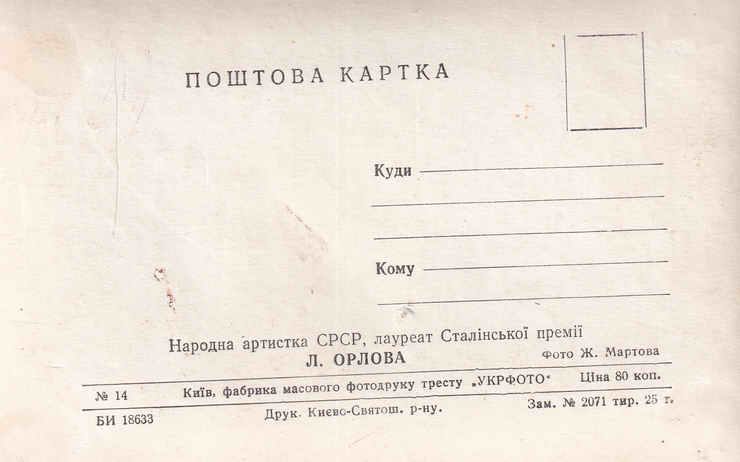 ПОШТОВА КАРТКА
Куди
Кому
Народна артистка СРСР, лауреат Сталінської премії
Л. ОРЛОВА
Фото Ж. Мартова
№ 14 Київ, фабрика масового фотодруку тресту „УКРФОТО“ Ціна 80 коп.
БИ 18633 Друк. Києво-Святош. р-ну. Зам. № 2071 тир. 25 т.